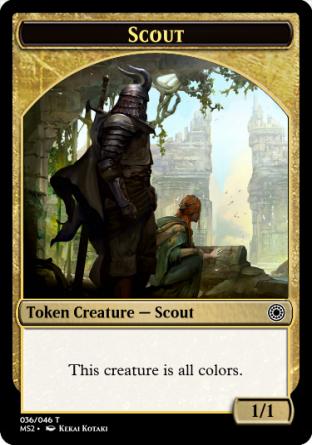 Scout
Token Creature — Scout
This creature is all colors.
1/1
036/046 T
MS2 • Kekai Kotaki